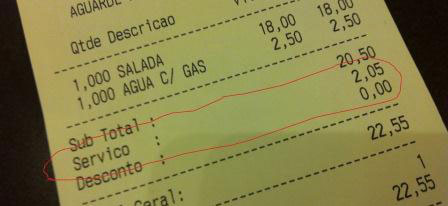 AGUARDE
Qtde Descricao
1,000 SALADA 18,00 18,00
1,000 AGUA C/ GAS 2,50 2,50
Sub Total : 20,50
Servico : 2,05
Desconto : 0,00
22,55
Geral: 1
22,55